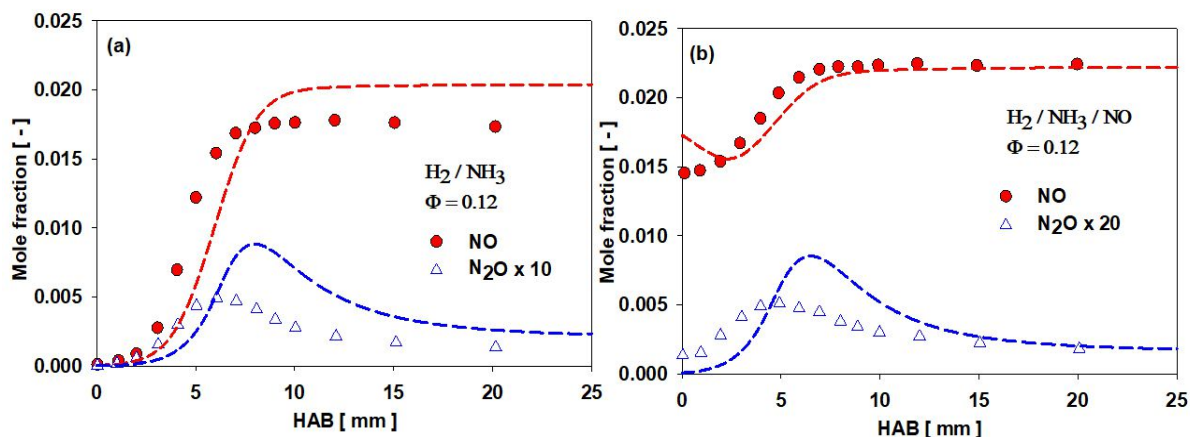 (a)
Mole fraction [ - ]
0.025
0.020
0.015
0.010
0.005
0.000
H₂ / NH₃
Φ = 0.12
NO
N₂O x 10
0 5 10 15 20 25
HAB [ mm ]
(b)
Mole fraction [ - ]
0.025
0.020
0.015
0.010
0.005
0.000
H₂ / NH₃ / NO
Φ = 0.12
NO
N₂O x 20
0 5 10 15 20 25
HAB [ mm ]